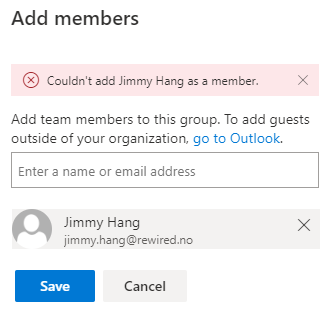 Add members
Couldn't add Jimmy Hang as a member.
Add team members to this group. To add guests
outside of your organization, go to Outlook.
Enter a name or email address
Jimmy Hang
jimmy.hang@rewired.no
Save
Cancel